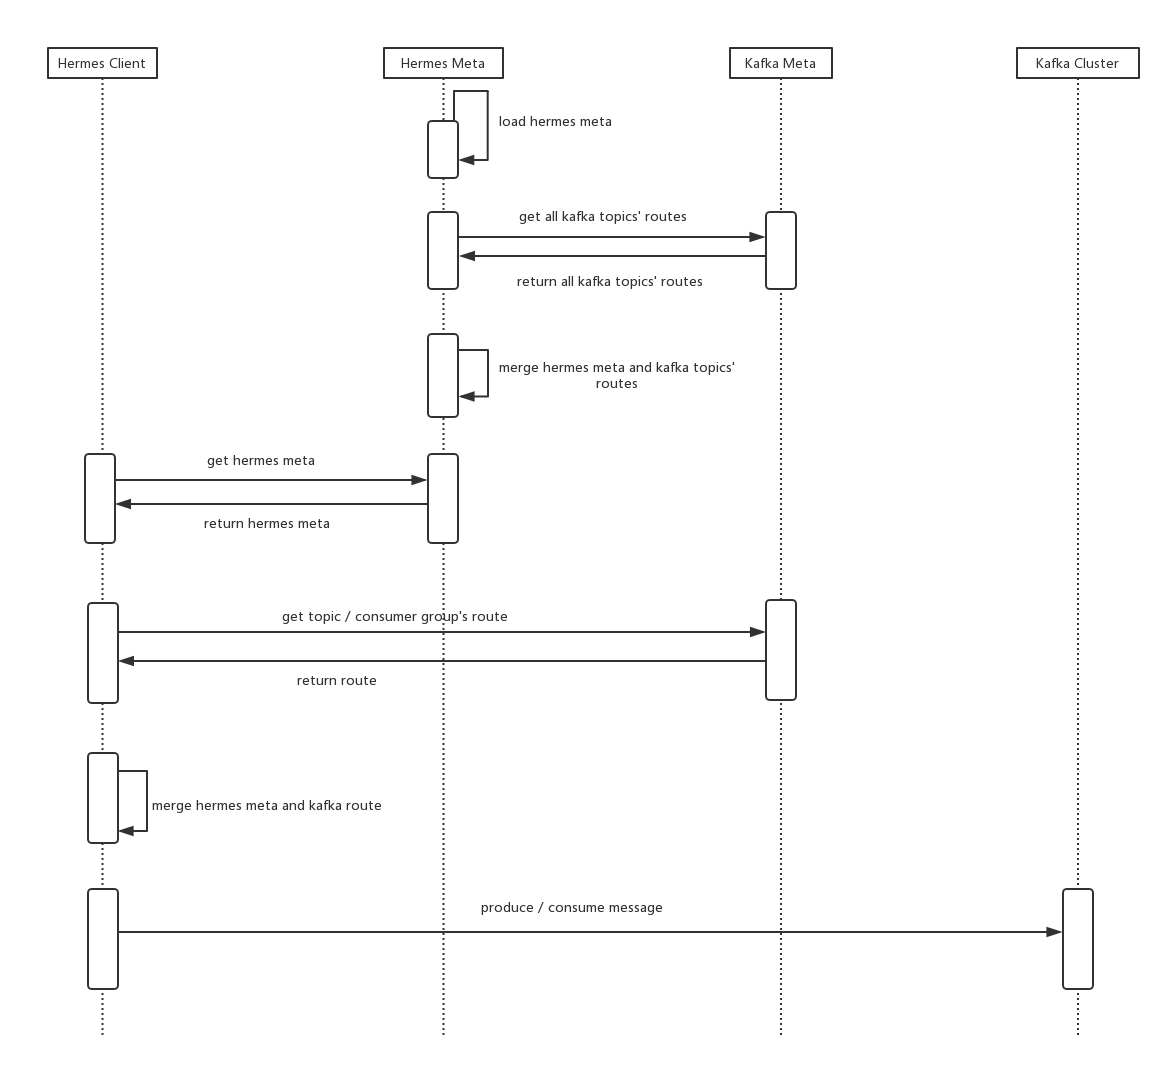 Hermes Client
Hermes Meta
Kafka Meta
Kafka Cluster
load hermes meta
get all kafka topics' routes
return all kafka topics' routes
merge hermes meta and kafka topics'
routes
get hermes meta
return hermes meta
get topic / consumer group's route
return route
merge hermes meta and kafka route
produce / consume message